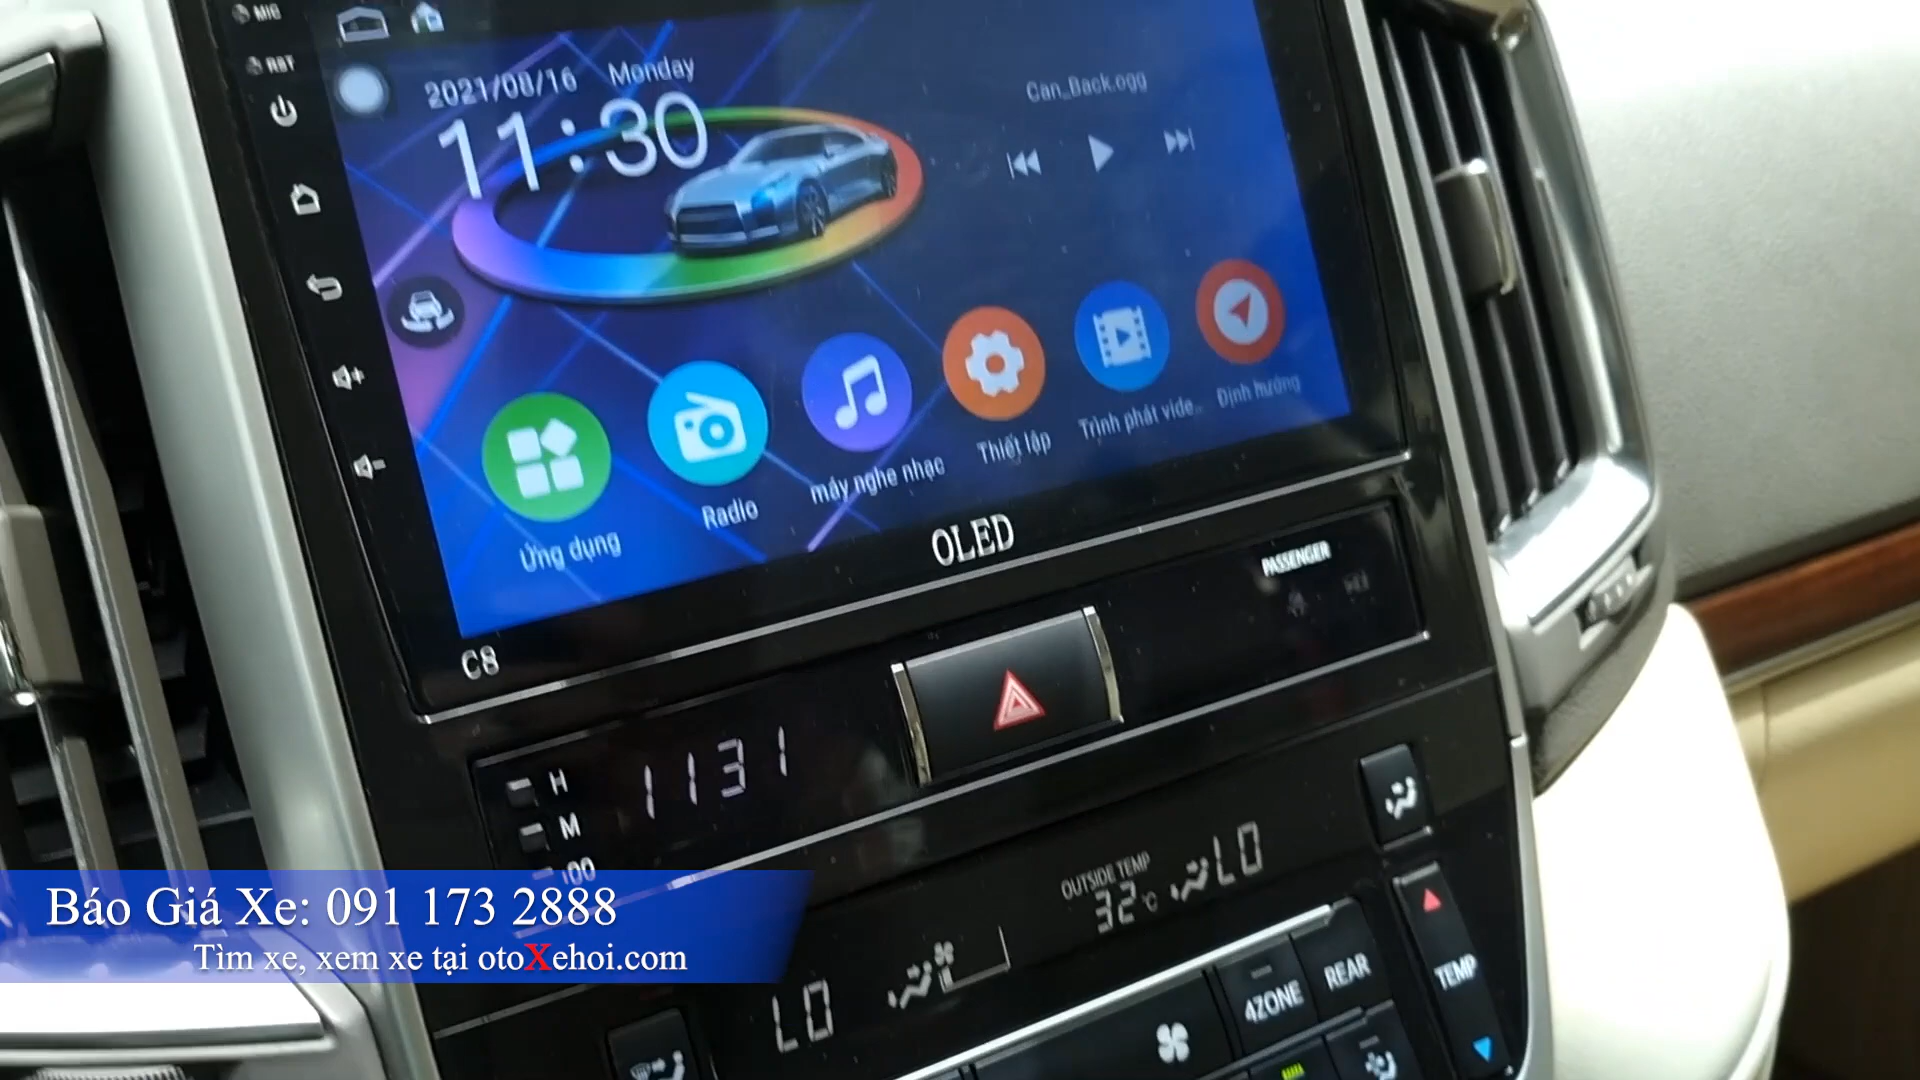 MIC
RST
2021/08/16 Monday
11:30
Can_Back.ogg
Ứng dụng
Radio
máy nghe nhạc
Thiết lập
Trình phát vide..
Định hướng
OLED
C8
PASSENGER
H
M
:00
1131
OUTSIDE TEMP
32°C
LO
LO
4ZONE
REAR
TEMP
Báo Giá Xe: 091 173 2888
Tìm xe, xem xe tại otoXehoi.com